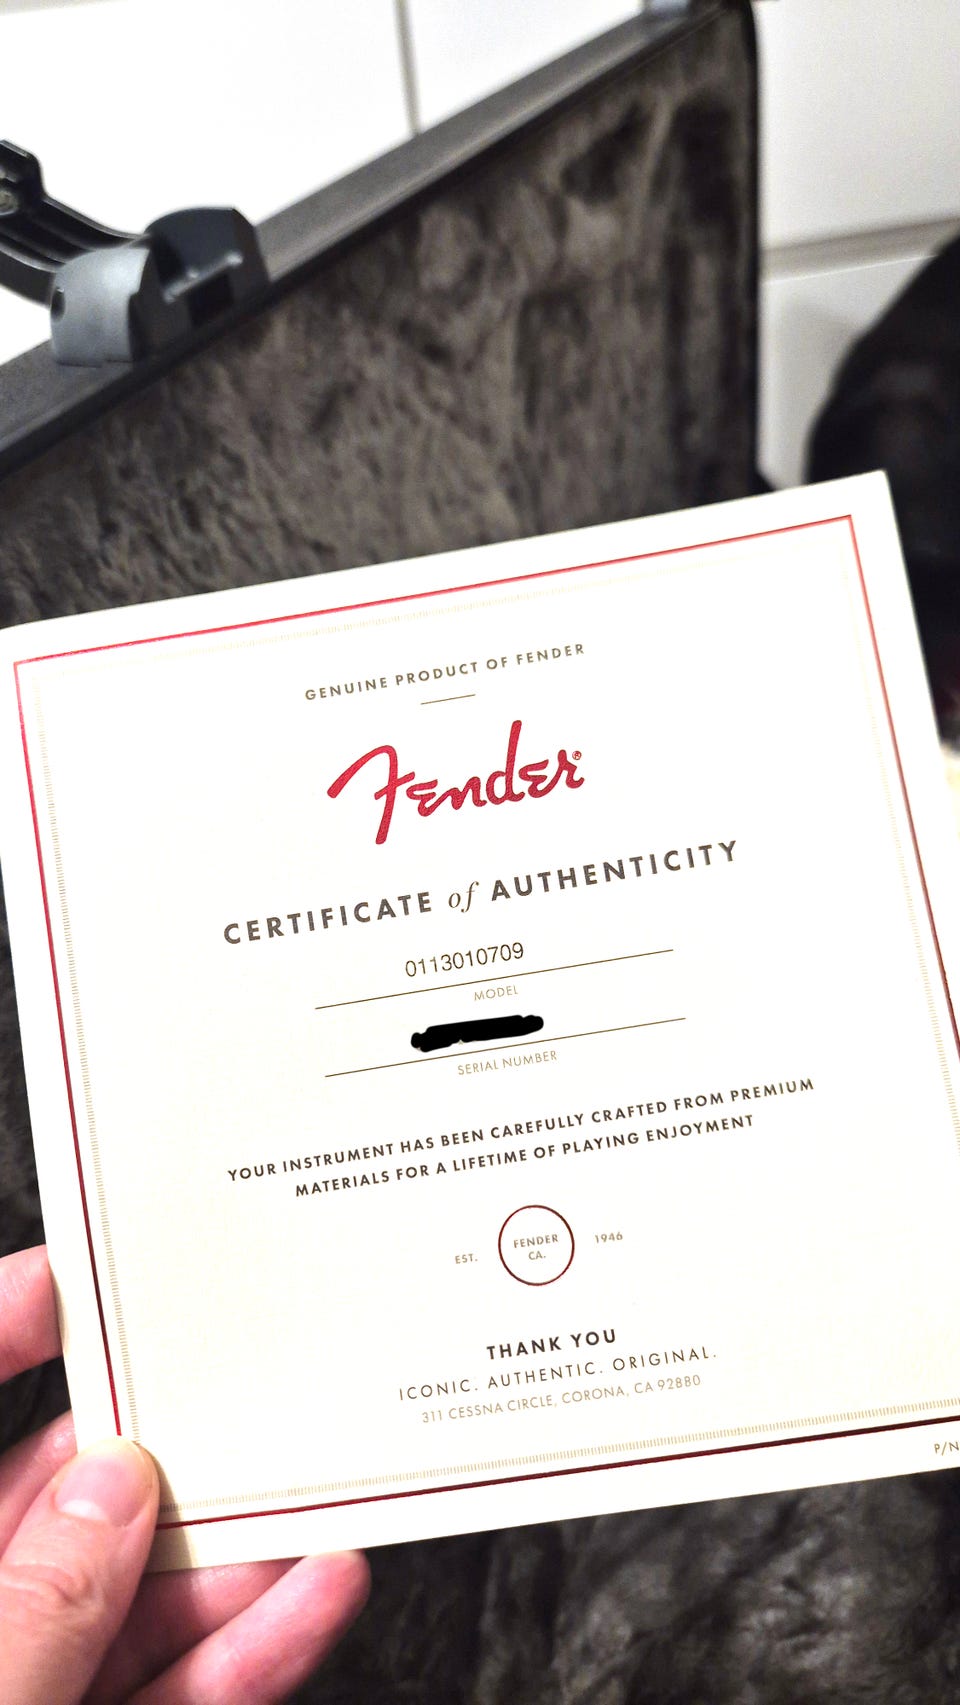 GENUINE PRODUCT OF FENDER
Fender®
CERTIFICATE of AUTHENTICITY
0113010709
MODEL
SERIAL NUMBER
YOUR INSTRUMENT HAS BEEN CAREFULLY CRAFTED FROM PREMIUM
MATERIALS FOR A LIFETIME OF PLAYING ENJOYMENT
EST. FENDER CA. 1946
THANK YOU
ICONIC. AUTHENTIC. ORIGINAL.
311 CESSNA CIRCLE, CORONA, CA 92880
P/N